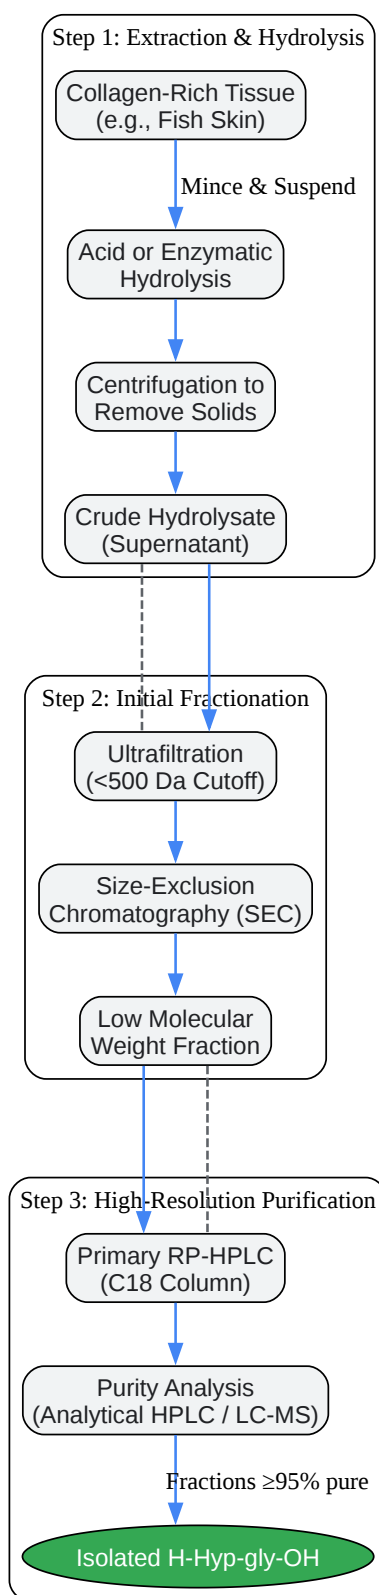 Step 1: Extraction & Hydrolysis
Collagen-Rich Tissue
(e.g., Fish Skin)
Mince & Suspend
Acid or Enzymatic
Hydrolysis
Centrifugation to
Remove Solids
Crude Hydrolysate
(Supernatant)
Step 2: Initial Fractionation
Ultrafiltration
(<500 Da Cutoff)
Size-Exclusion
Chromatography (SEC)
Low Molecular
Weight Fraction
Step 3: High-Resolution Purification
Primary RP-HPLC
(C18 Column)
Purity Analysis
(Analytical HPLC / LC-MS)
Fractions ≥95% pure
Isolated H-Hyp-gly-OH